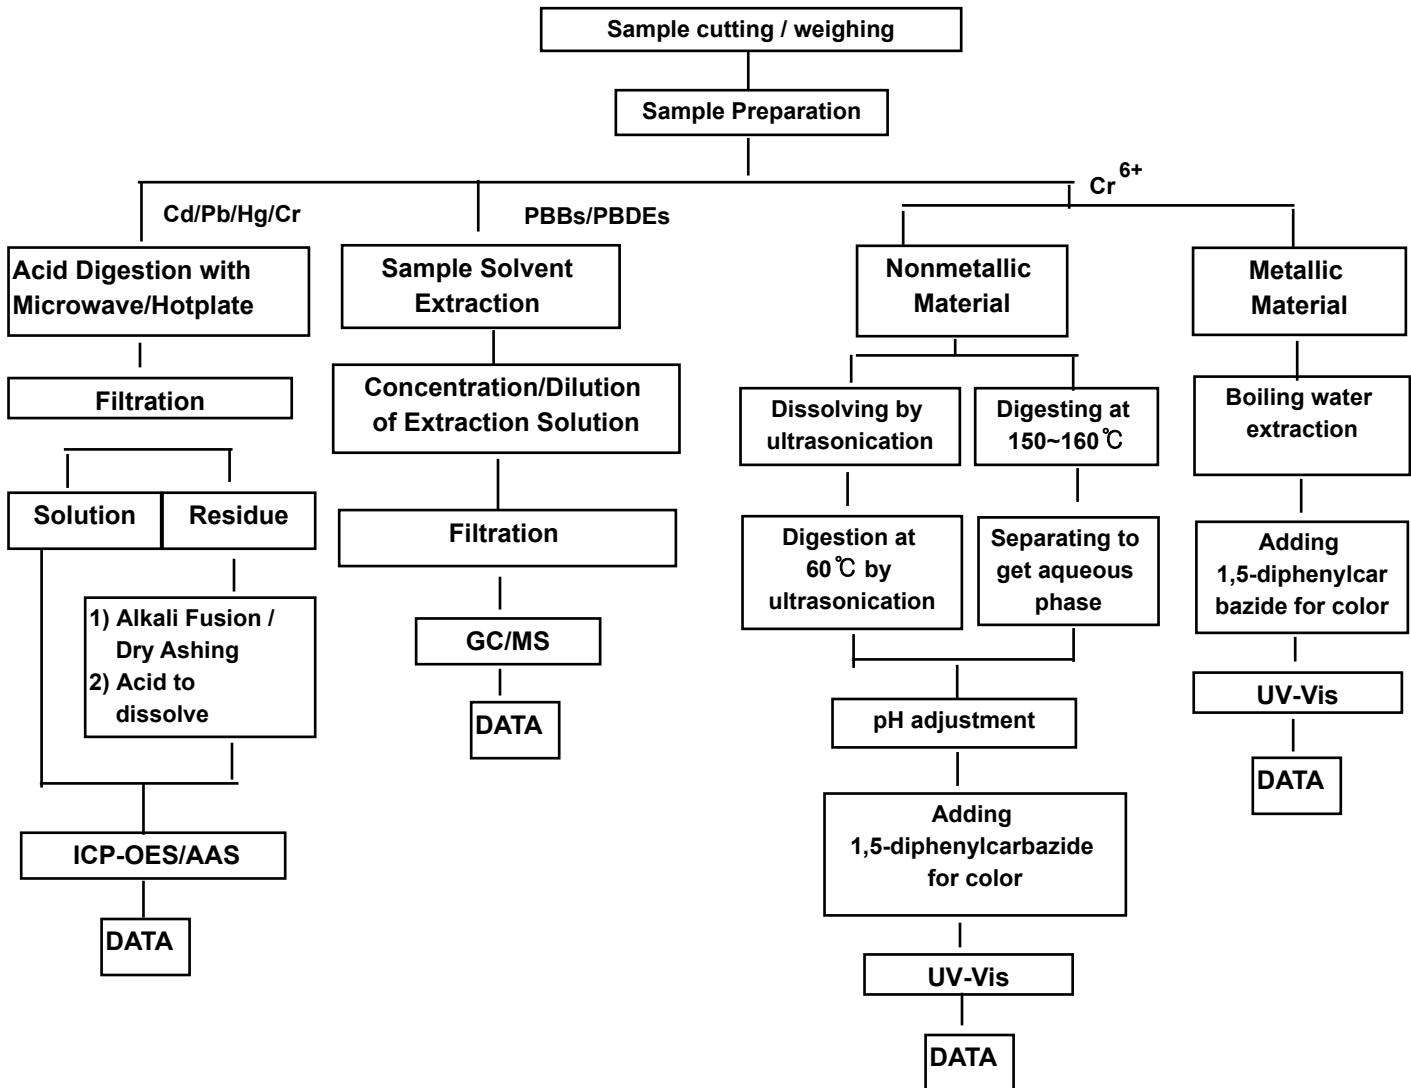 Sample cutting / weighing
Sample Preparation
Cd/Pb/Hg/Cr
Acid Digestion with
Microwave/Hotplate
Filtration
Solution
Residue
1) Alkali Fusion /
Dry Ashing
2) Acid to
dissolve
ICP-OES/AAS
DATA
PBBs/PBDEs
Sample Solvent
Extraction
Concentration/Dilution
of Extraction Solution
Filtration
GC/MS
DATA
Cr 6+
Nonmetallic
Material
Dissolving by
ultrasonication
Digestion at
60℃ by
ultrasonication
Digesting at
150~160℃
Separating to
get aqueous
phase
pH adjustment
Adding
1,5-diphenylcarbazide
for color
UV-Vis
DATA
Metallic
Material
Boiling water
extraction
Adding
1,5-diphenylcar
bazide for color
UV-Vis
DATA